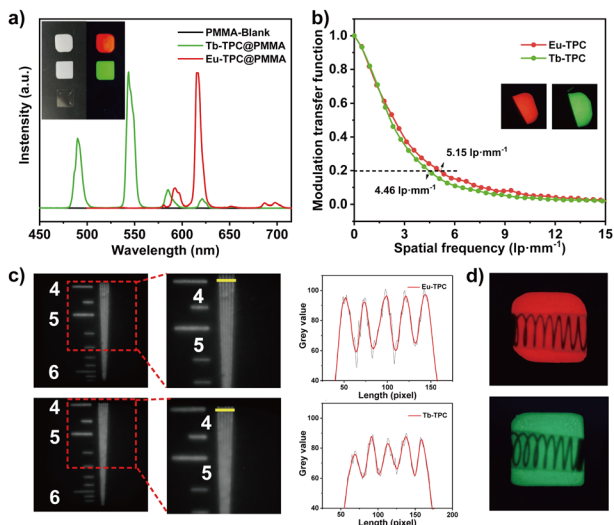 a)
PMMA-Blank
Tb-TPC@PMMA
Eu-TPC@PMMA
Instensity (a.u.)
450 500 550 600 650 700
Wavelength (nm)
b)
Eu-TPC
Tb-TPC
Modulation transfer function
1.0
0.8
0.6
0.4
0.2
0.0
5.15 lp·mm⁻¹
4.46 lp·mm⁻¹
0 3 6 9 12 15
Spatial frequency (lp·mm⁻¹)
c)
4
5
6
4
5
Eu-TPC
Grey value
100
80
60
40
50 100 150
Length (pixel)
4
5
6
4
5
Tb-TPC
Grey value
100
80
60
40
50 100 150 200
Length (pixel)
d)